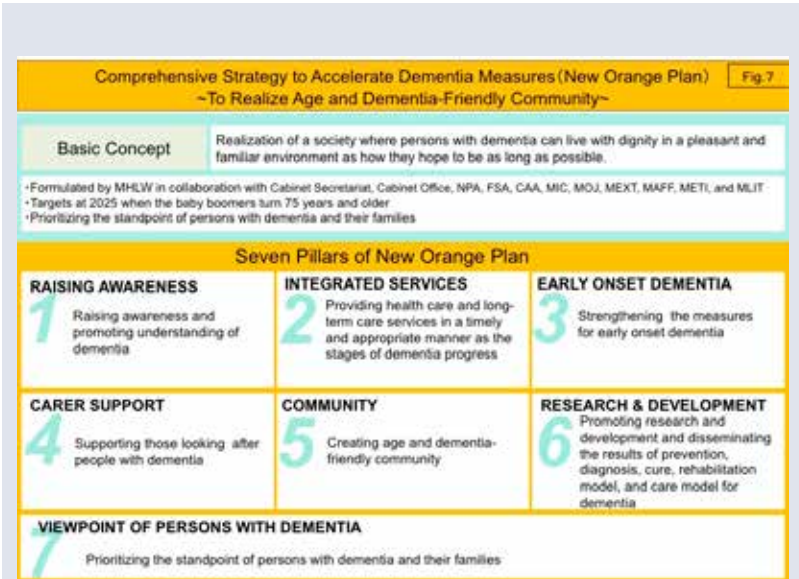 Comprehensive Strategy to Accelerate Dementia Measures(New Orange Plan)
Fig.7
~To Realize Age and Dementia-Friendly Community~
Basic Concept
Realization of a society where persons with dementia can live with dignity in a pleasant and
familiar environment as how they hope to be as long as possible.
・Formulated by MHLW in collaboration with Cabinet Secretariat, Cabinet Office, NPA, FSA, CAA, MIC, MOJ, MEXT, MAFF, METI, and MLIT
・Targets at 2025 when the baby boomers turn 75 years and older
・Prioritizing the standpoint of persons with dementia and their families
Seven Pillars of New Orange Plan
RAISING AWARENESS
1
Raising awareness and
promoting understanding of
dementia
INTEGRATED SERVICES
2
Providing health care and long-
term care services in a timely
and appropriate manner as the
stages of dementia progress
EARLY ONSET DEMENTIA
3
Strengthening the measures
for early onset dementia
CARER SUPPORT
4
Supporting those looking after
people with dementia
COMMUNITY
5
Creating age and dementia-
friendly community
RESEARCH & DEVELOPMENT
6
Promoting research and
development and disseminating
the results of prevention,
diagnosis, cure, rehabilitation
model, and care model for
dementia
VIEWPOINT OF PERSONS WITH DEMENTIA
7
Prioritizing the standpoint of persons with dementia and their families